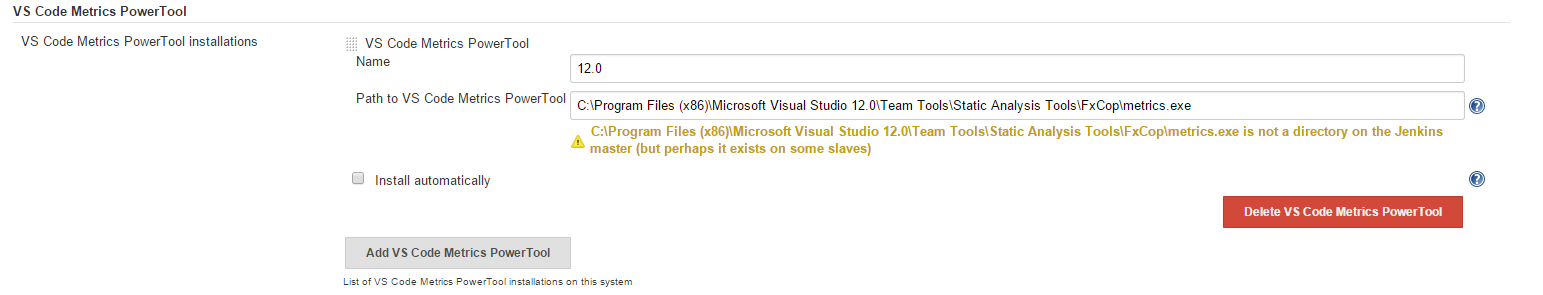 VS Code Metrics PowerTool
VS Code Metrics PowerTool installations
VS Code Metrics PowerTool
Name
12.0
Path to VS Code Metrics PowerTool
C:\Program Files (x86)\Microsoft Visual Studio 12.0\Team Tools\Static Analysis Tools\FxCop\metrics.exe
?
C:\Program Files (x86)\Microsoft Visual Studio 12.0\Team Tools\Static Analysis Tools\FxCop\metrics.exe is not a directory on the Jenkins
master (but perhaps it exists on some slaves)
Install automatically
?
Delete VS Code Metrics PowerTool
Add VS Code Metrics PowerTool
List of VS Code Metrics PowerTool installations on this system